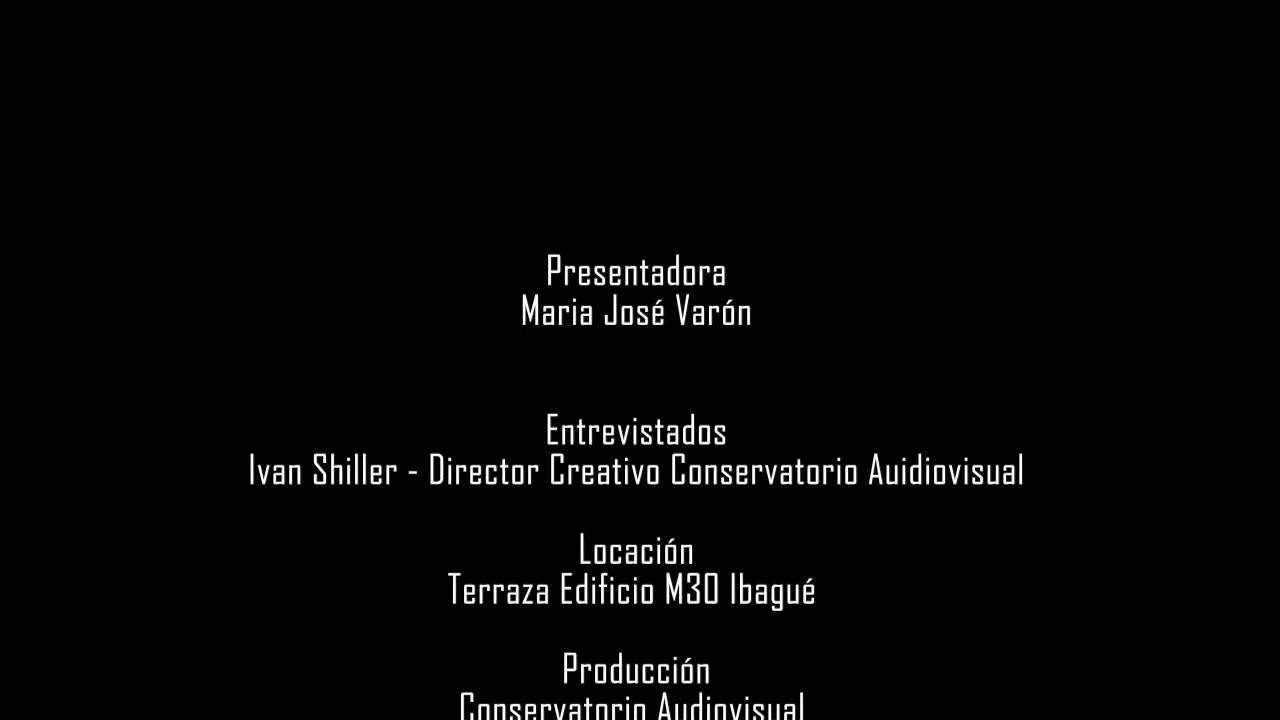 Presentadora
Maria José Varón
Entrevistados
Ivan Shiller - Director Creativo Conservatorio Auidiovisual
Locación
Terraza Edificio M30 Ibagué
Producción
Conservatorio Audiovisual